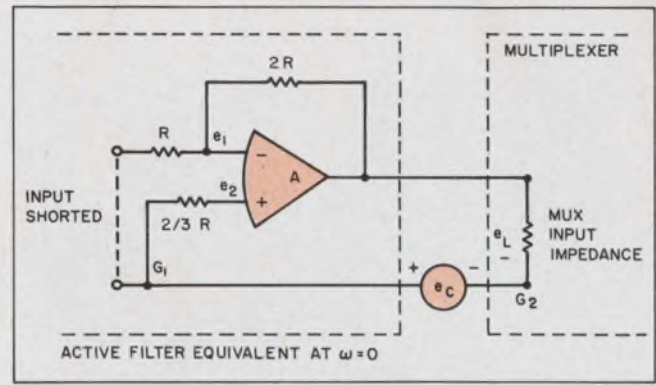 MULTIPLEXER
2R
R
e1
−
A
e2
+
INPUT
SHORTED
2/3 R
G1
MUX
INPUT
IMPEDANCE
eL
−
+
eC
−
G2
ACTIVE FILTER EQUIVALENT AT ω=0